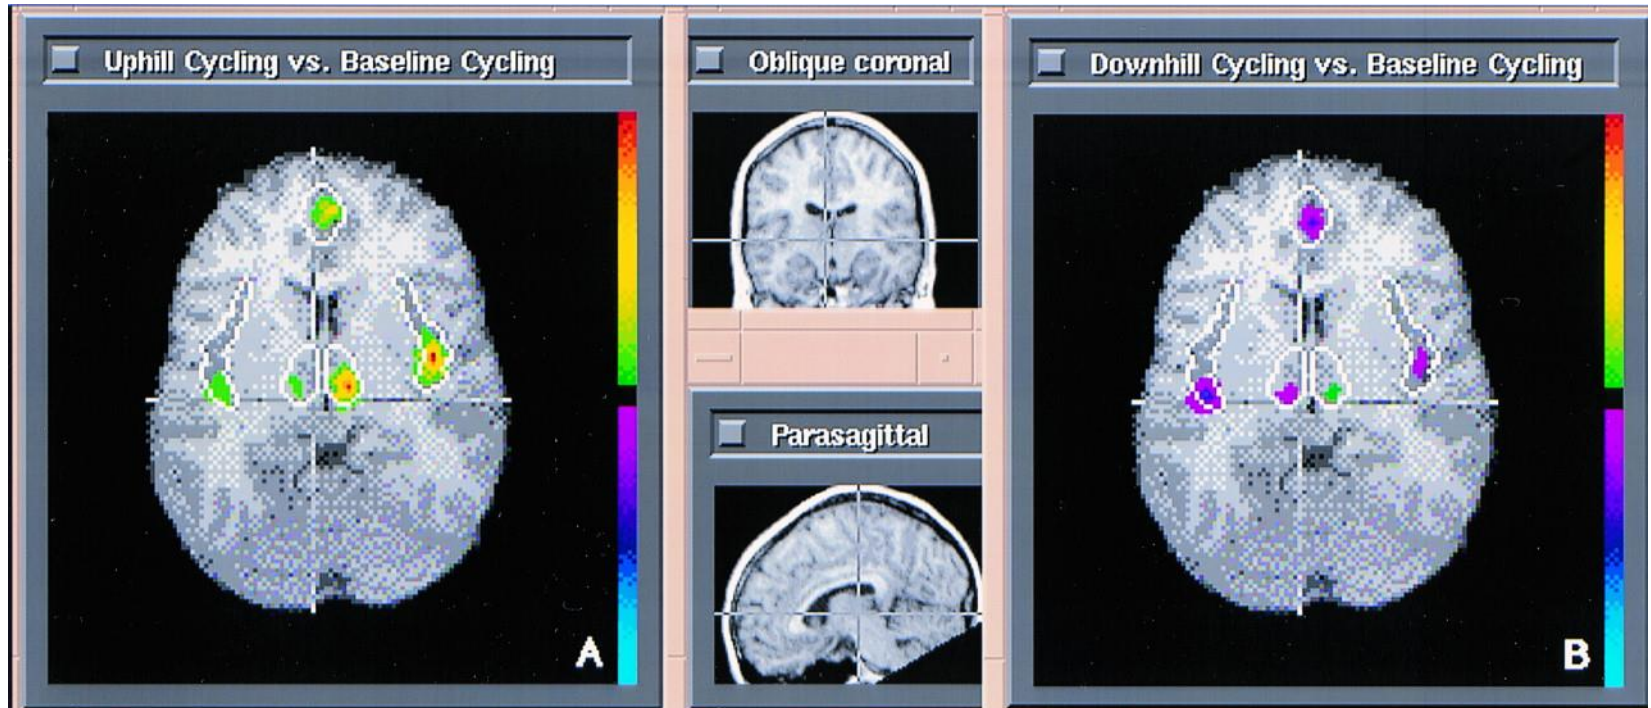 Uphill Cycling vs. Baseline Cycling
Oblique coronal
Downhill Cycling vs. Baseline Cycling
Parasagittal
A
B